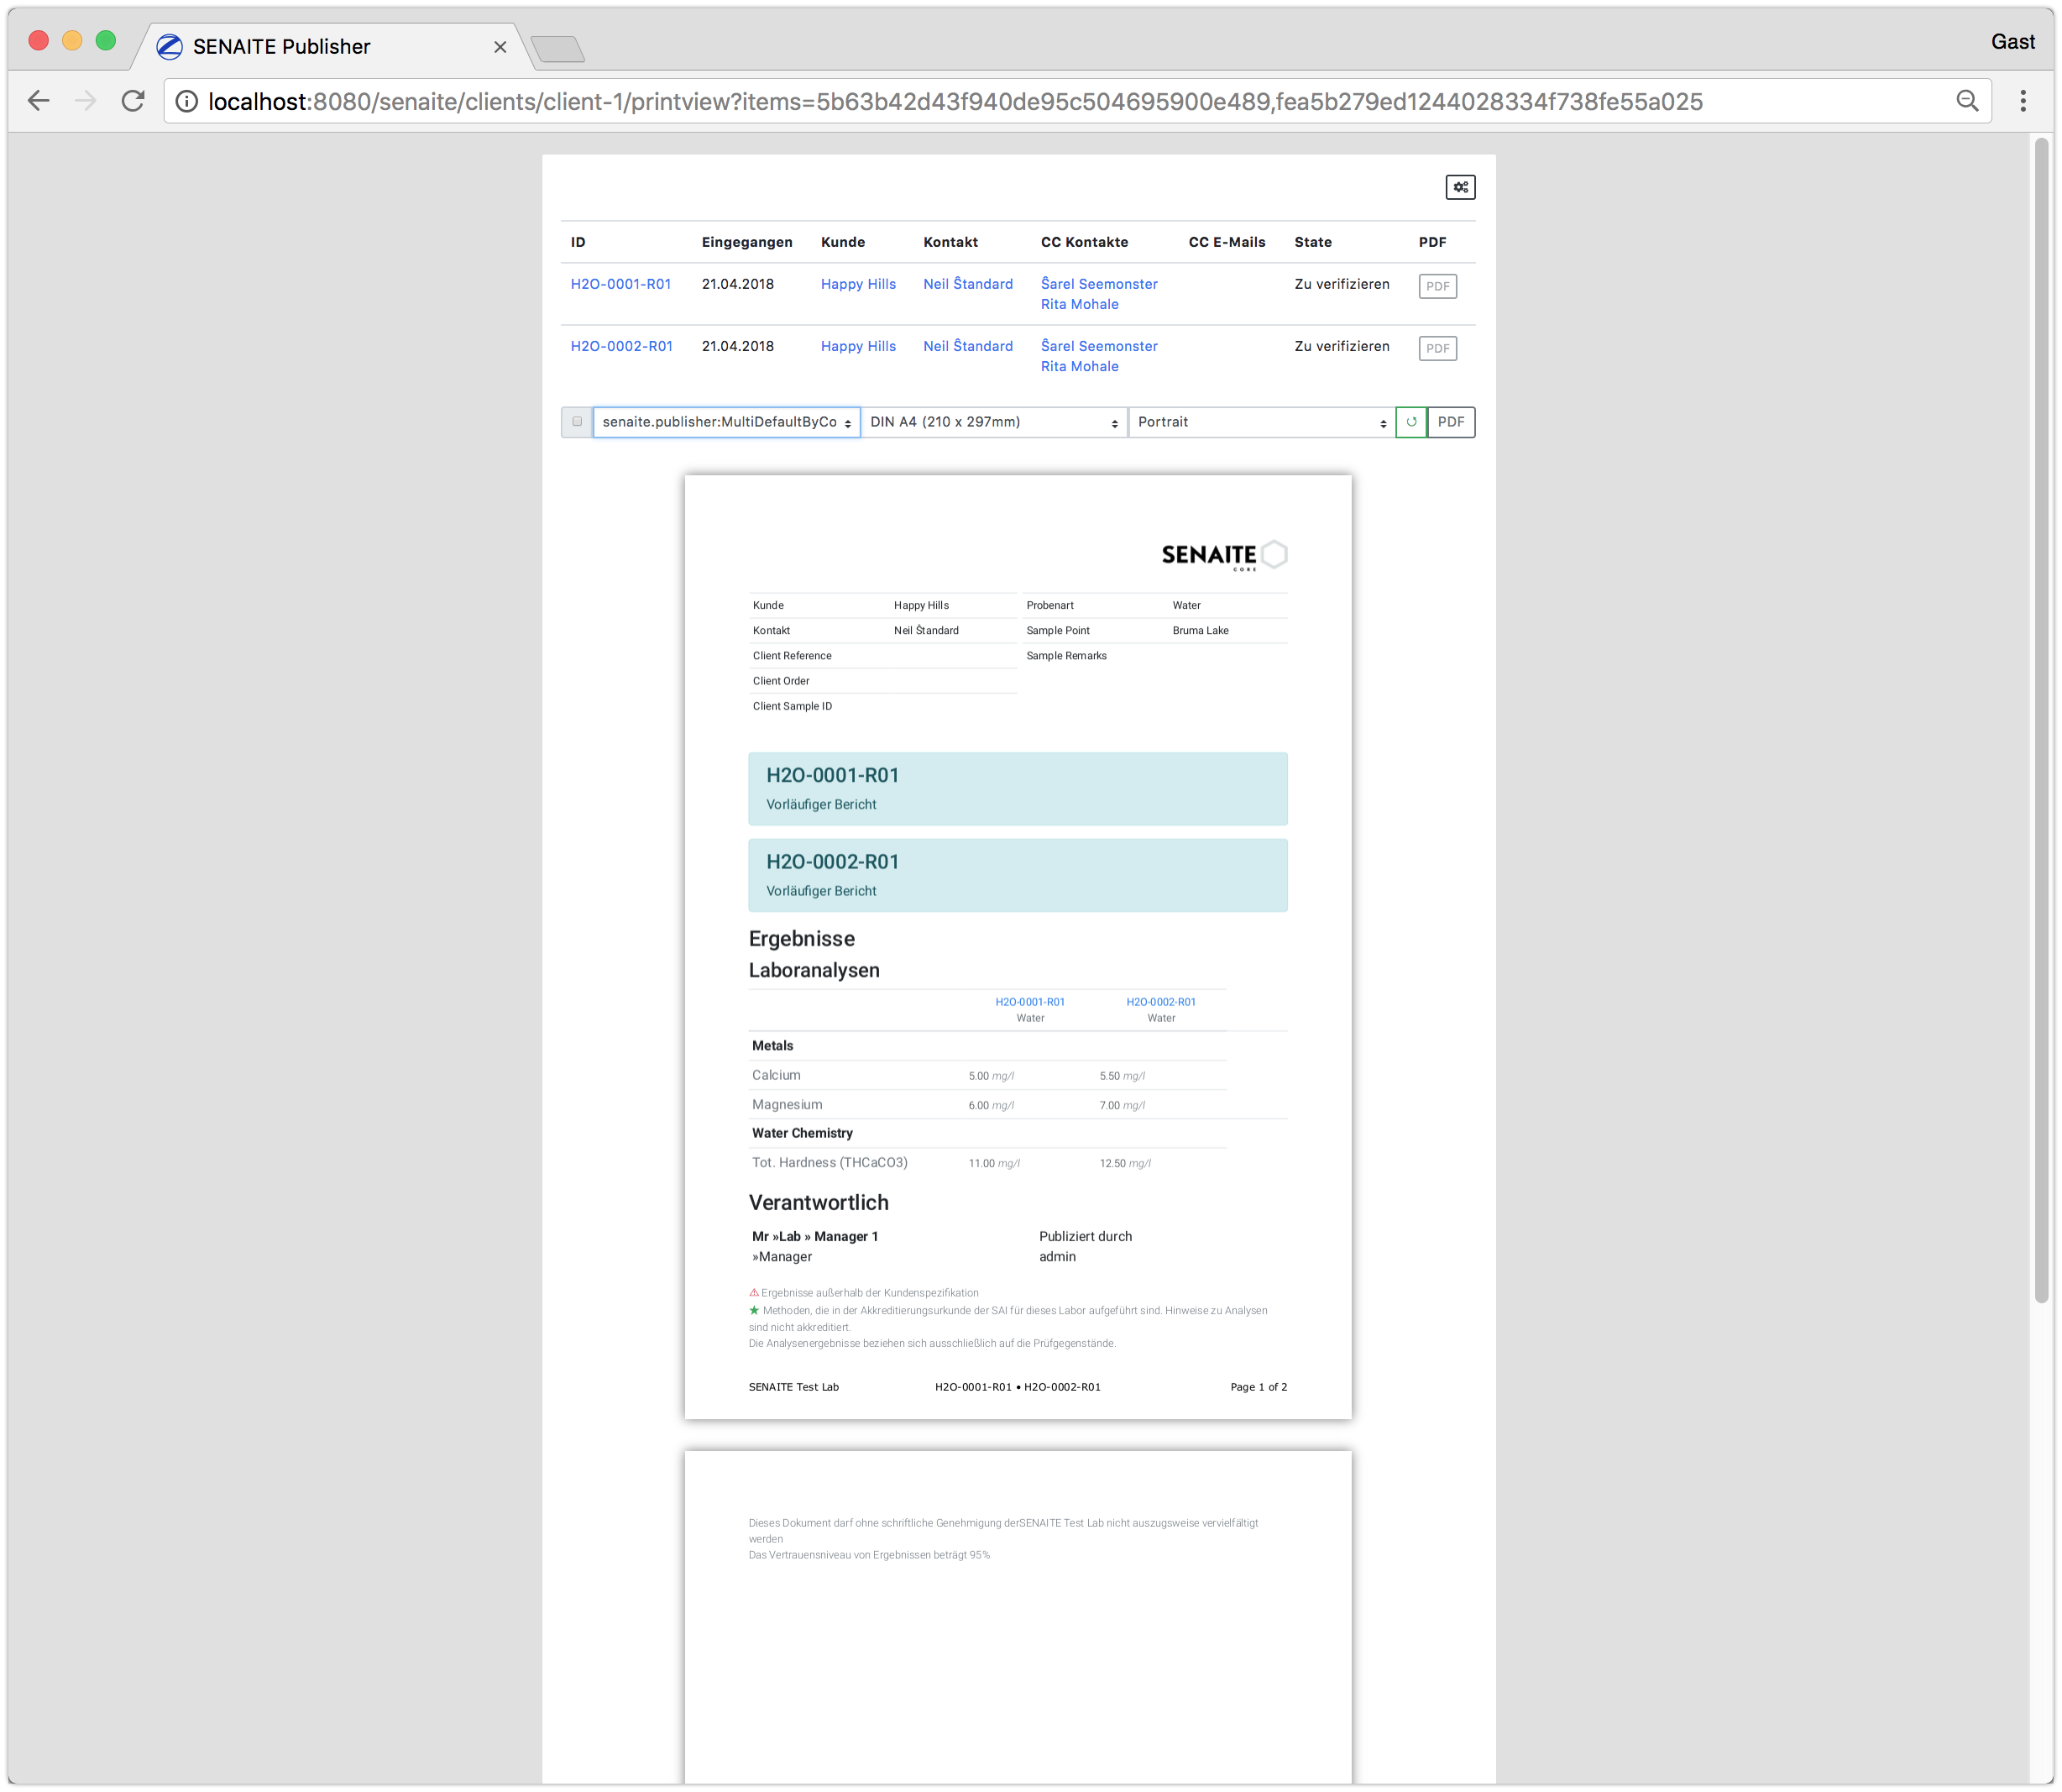 SENAITE Publisher
Gast
localhost:8080/senaite/clients/client-1/printview?items=5b63b42d43f940de95c504695900e489,fea5b279ed1244028334f738fe55a025
ID Eingegangen Kunde Kontakt CC Kontakte CC E-Mails State PDF
H2O-0001-R01 21.04.2018 Happy Hills Neil Ŝtandard Ŝarel Seemonster Zu verifizieren PDF
Rita Mohale
H2O-0002-R01 21.04.2018 Happy Hills Neil Ŝtandard Ŝarel Seemonster Zu verifizieren PDF
Rita Mohale
senaite.publisher:MultiDefaultByCo DIN A4 (210 x 297mm) Portrait PDF
SENAITE
CORE
Kunde Happy Hills Probenart Water
Kontakt Neil Ŝtandard Sample Point Bruma Lake
Client Reference Sample Remarks
Client Order
Client Sample ID
H2O-0001-R01
Vorläufiger Bericht
H2O-0002-R01
Vorläufiger Bericht
Ergebnisse
Laboranalysen
H2O-0001-R01 H2O-0002-R01
Water Water
Metals
Calcium 5.00 mg/l 5.50 mg/l
Magnesium 6.00 mg/l 7.00 mg/l
Water Chemistry
Tot. Hardness (THCaCO3) 11.00 mg/l 12.50 mg/l
Verantwortlich
Mr »Lab » Manager 1 Publiziert durch
»Manager admin
Ergebnisse außerhalb der Kundenspezifikation
★ Methoden, die in der Akkreditierungsurkunde der SAI für dieses Labor aufgeführt sind. Hinweise zu Analysen
sind nicht akkreditiert.
Die Analysenergebnisse beziehen sich ausschließlich auf die Prüfgegenstände.
SENAITE Test Lab H2O-0001-R01 • H2O-0002-R01 Page 1 of 2
Dieses Dokument darf ohne schriftliche Genehmigung derSENAITE Test Lab nicht auszugsweise vervielfältigt
werden
Das Vertrauensniveau von Ergebnissen beträgt 95%